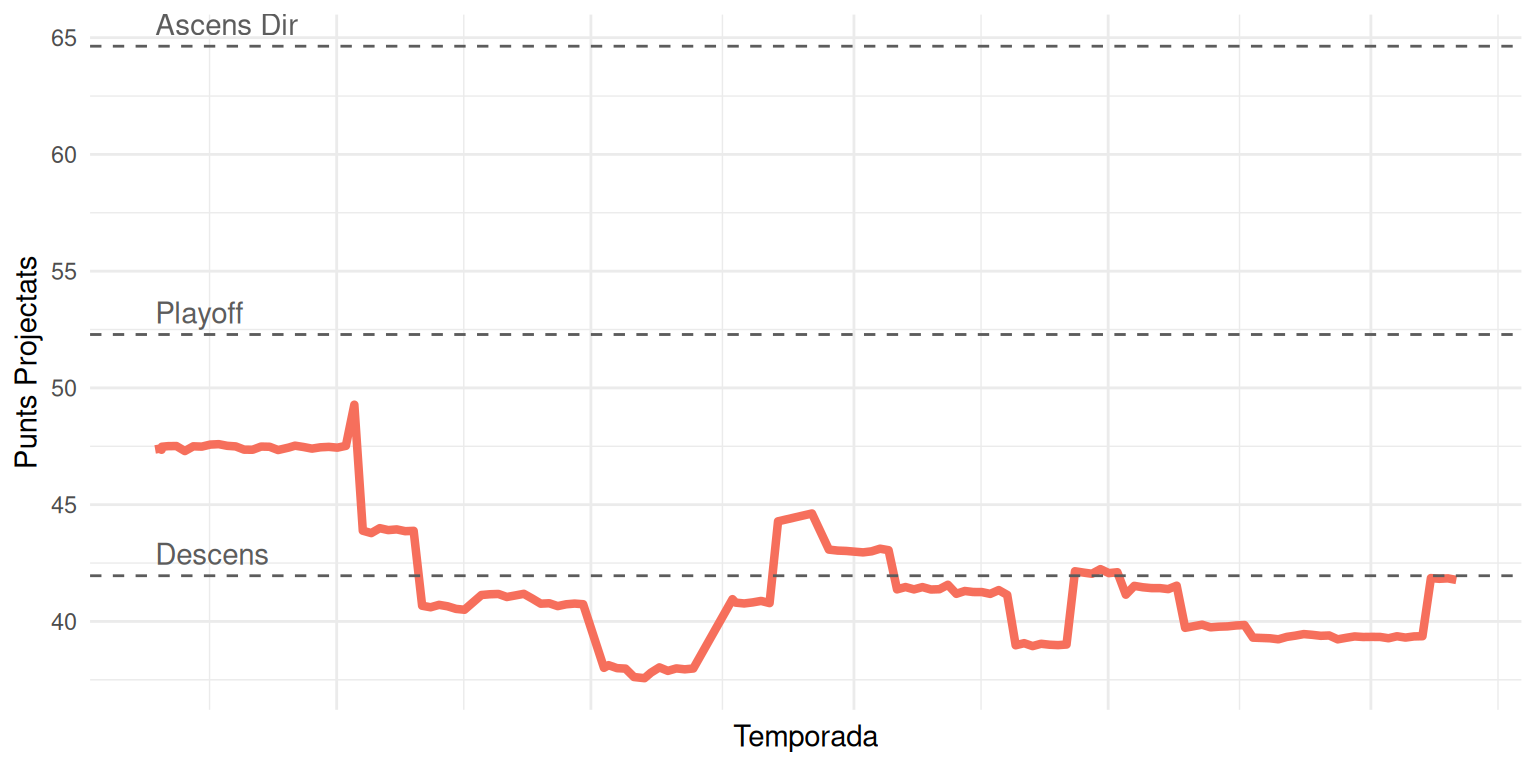 Ascens Dir
65
60
55
Playoff
50
45
Descens
40
Punts Projectats
Temporada